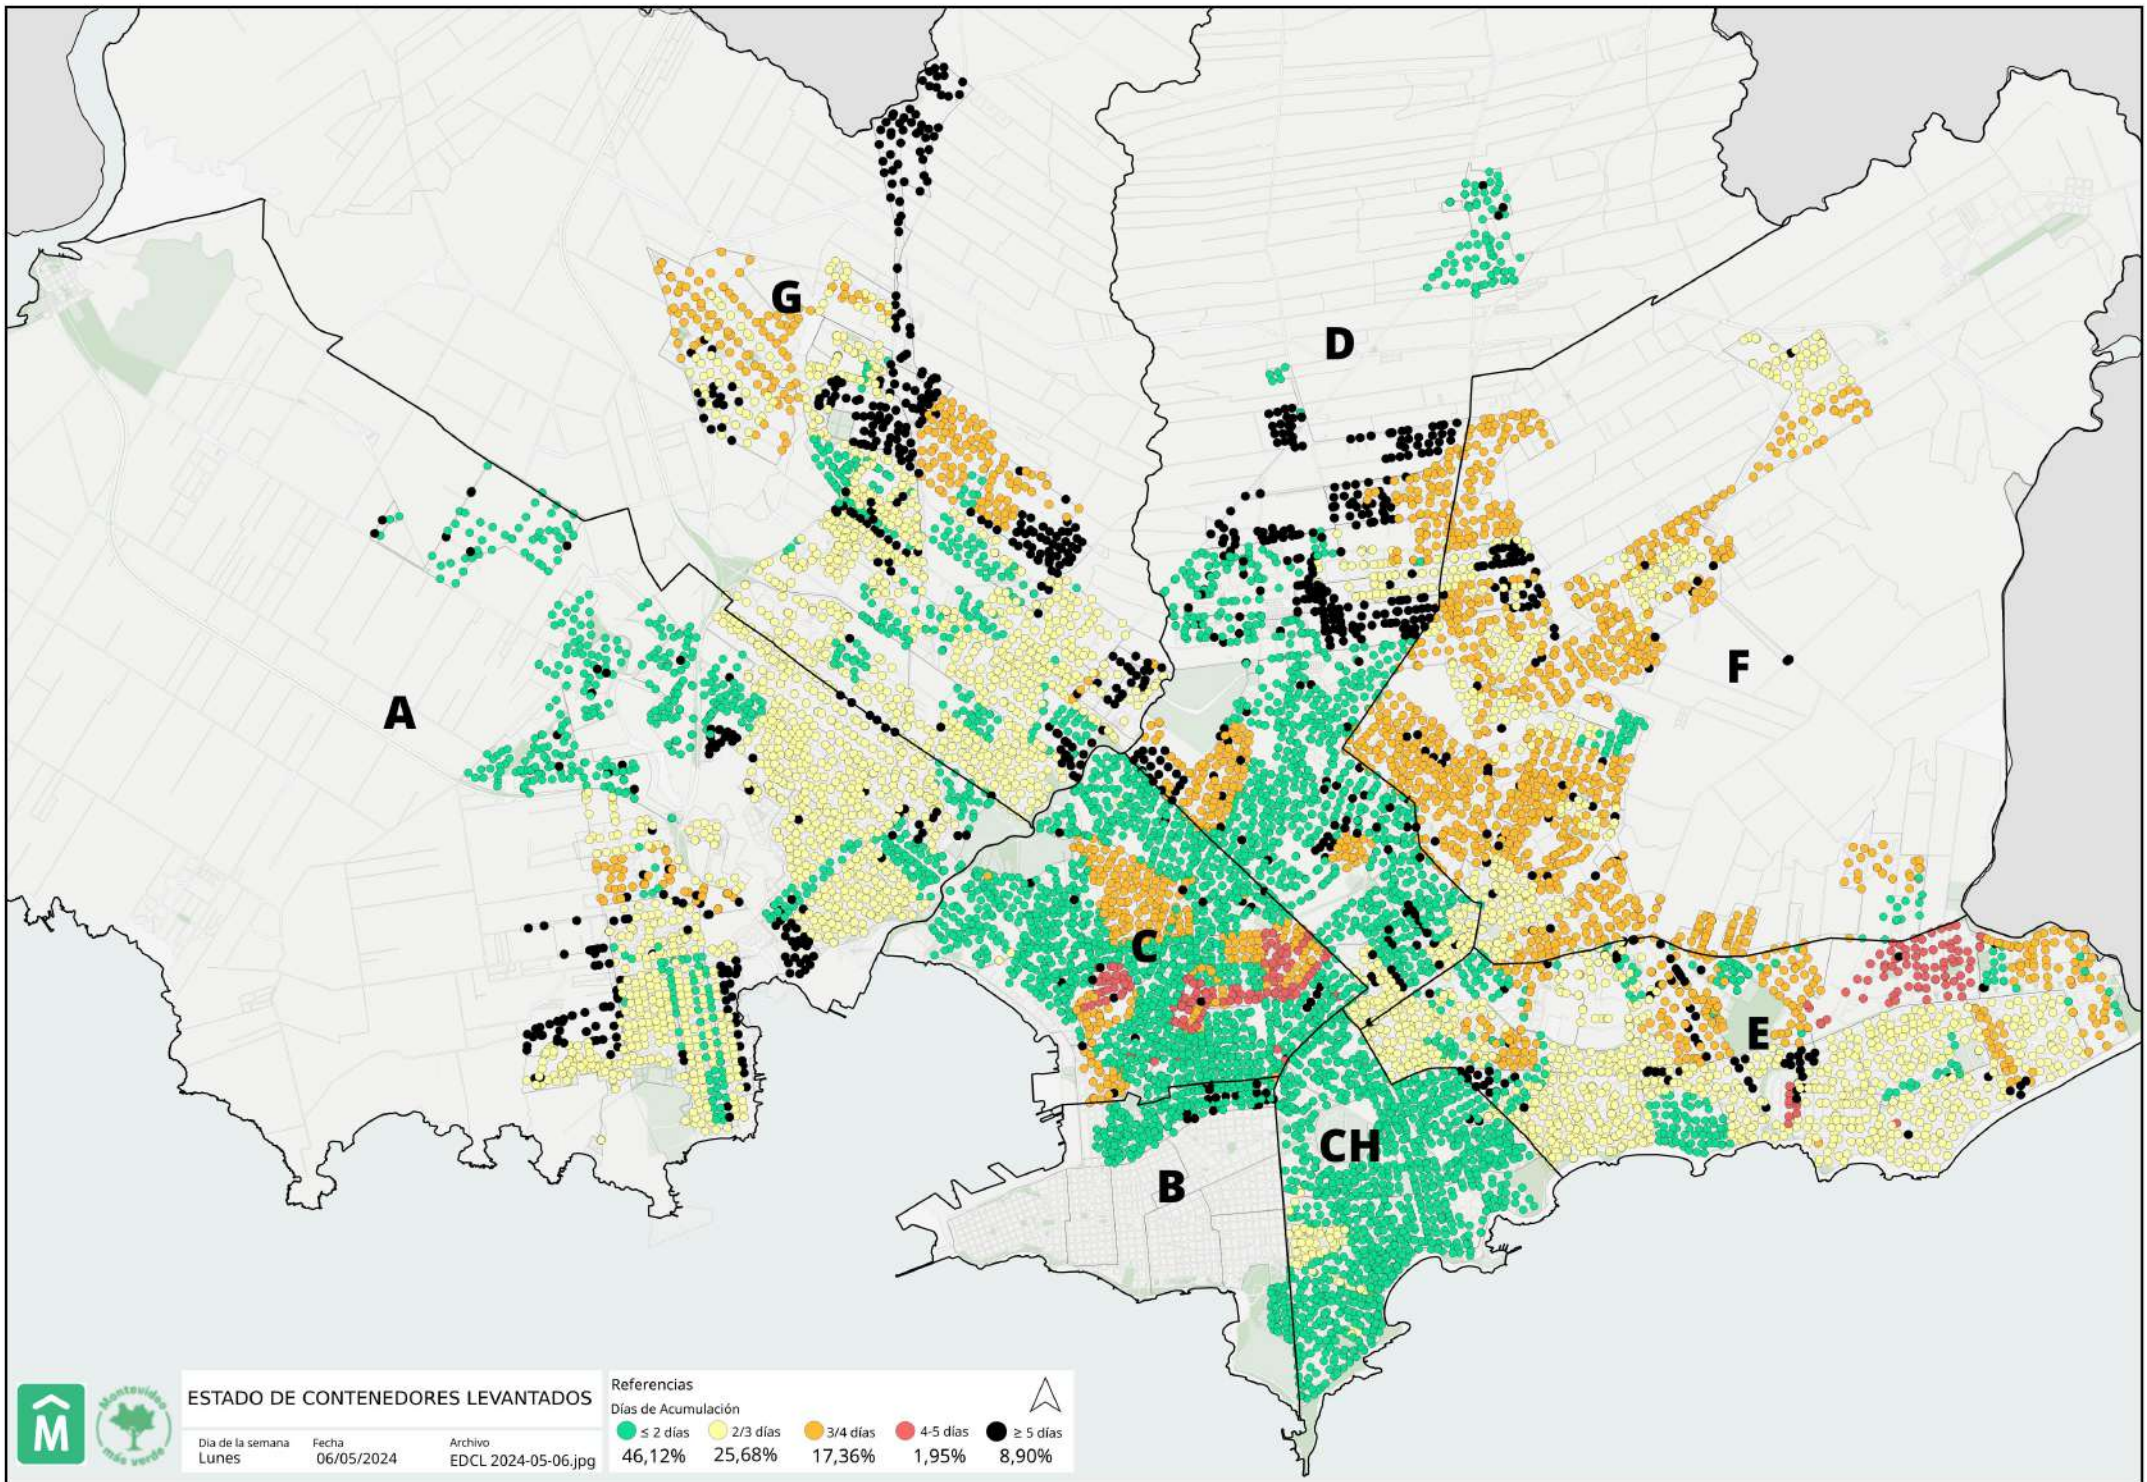 G
D
F
A
C
E
CH
B
M
Montevideo
más verde
ESTADO DE CONTENEDORES LEVANTADOS
Dia de la semana
Lunes
Fecha
06/05/2024
Archivo
EDCL 2024-05-06.jpg
Referencias
Días de Acumulación
≤ 2 días
46,12%
2/3 días
25,68%
3/4 días
17,36%
4-5 días
1,95%
≥ 5 días
8,90%